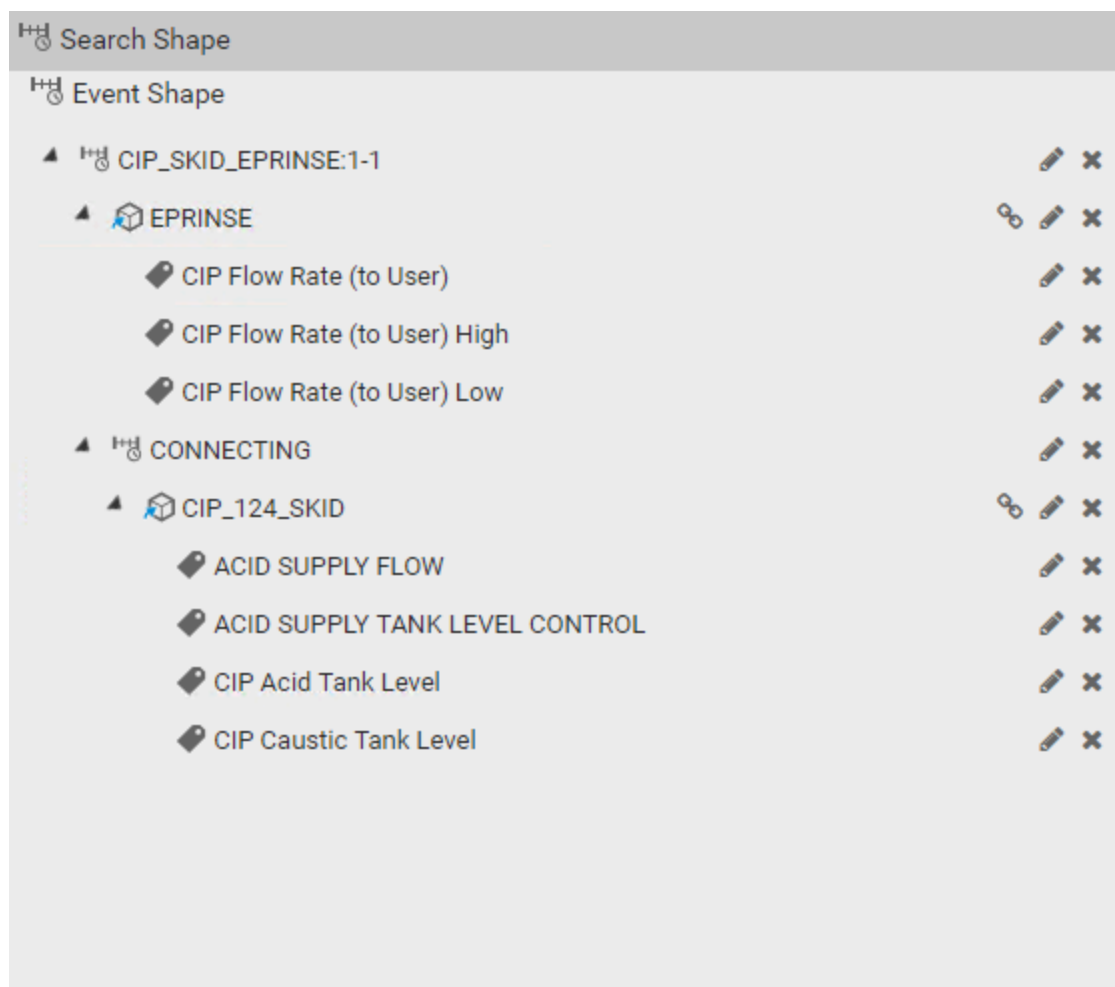 Search Shape
Event Shape
CIP_SKID_EPRINSE:1-1
EPRINSE
CIP Flow Rate (to User)
CIP Flow Rate (to User) High
CIP Flow Rate (to User) Low
CONNECTING
CIP_124_SKID
ACID SUPPLY FLOW
ACID SUPPLY TANK LEVEL CONTROL
CIP Acid Tank Level
CIP Caustic Tank Level